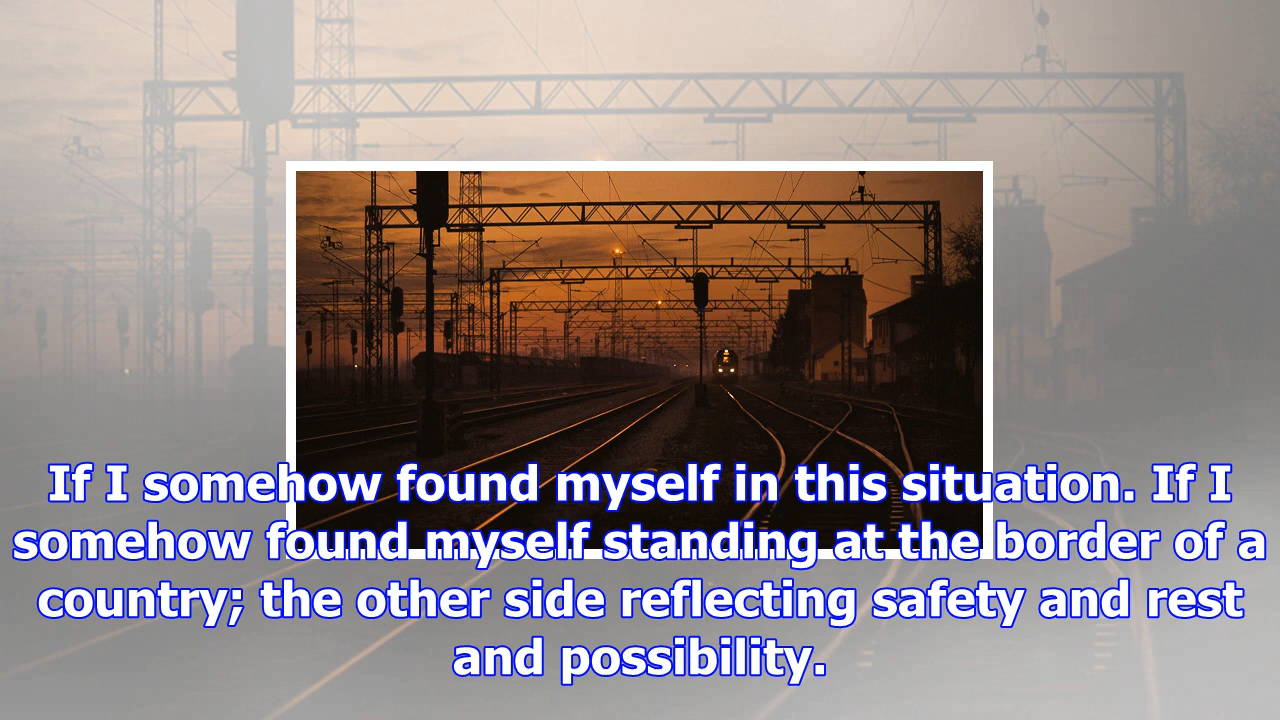 If I somehow found myself in this situation. If I
somehow found myself standing at the border of a
country; the other side reflecting safety and rest
and possibility.